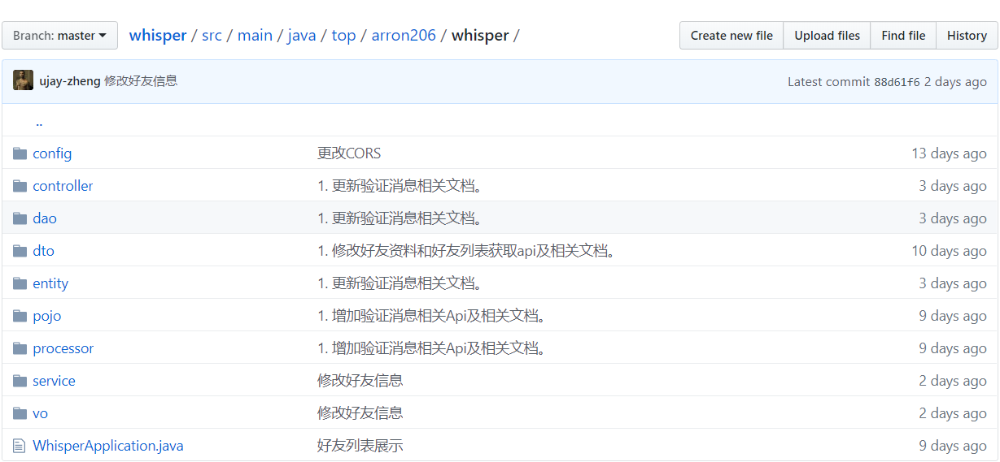 Branch: master whisper / src / main / java / top / arron206 / whisper / Create new file Upload files Find file History
ujay-zheng 修改好友信息 Latest commit 88d61f6 2 days ago
..
config 更改CORS 13 days ago
controller 1. 更新验证消息相关文档。 3 days ago
dao 1. 更新验证消息相关文档。 3 days ago
dto 1. 修改好友资料和好友列表获取api及相关文档。 10 days ago
entity 1. 更新验证消息相关文档。 3 days ago
pojo 1. 增加验证消息相关Api及相关文档。 9 days ago
processor 1. 增加验证消息相关Api及相关文档。 9 days ago
service 修改好友信息 2 days ago
vo 修改好友信息 2 days ago
WhisperApplication.java 好友列表展示 9 days ago